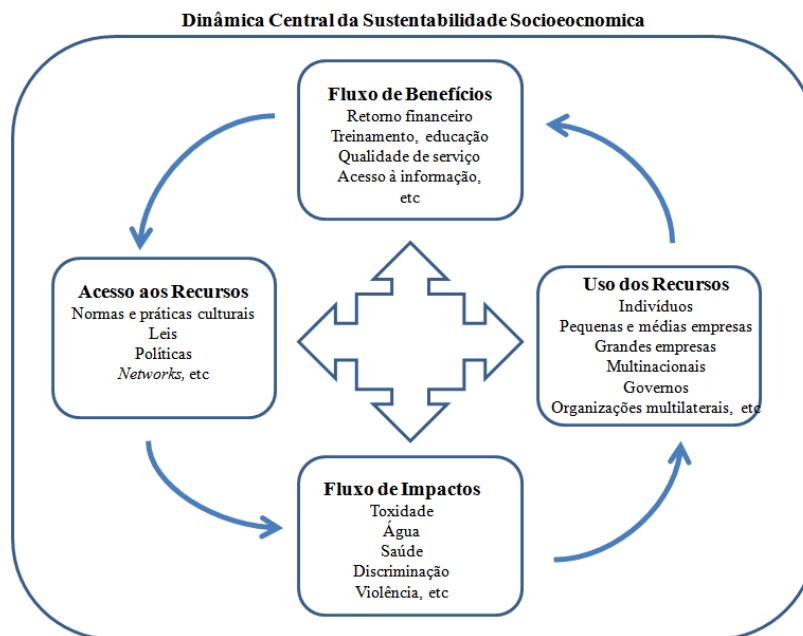 Dinâmica Central da Sustentabilidade Socioeocnomica
Fluxo de Benefícios
Retorno financeiro
Treinamento, educação
Qualidade de serviço
Acesso à informação,
etc
Acesso aos Recursos
Normas e práticas culturais
Leis
Políticas
Networks, etc
Uso dos Recursos
Indivíduos
Pequenas e médias empresas
Grandes empresas
Multinacionais
Governos
Organizações multilaterais, etc
Fluxo de Impactos
Toxidade
Água
Saúde
Discriminação
Violência, etc